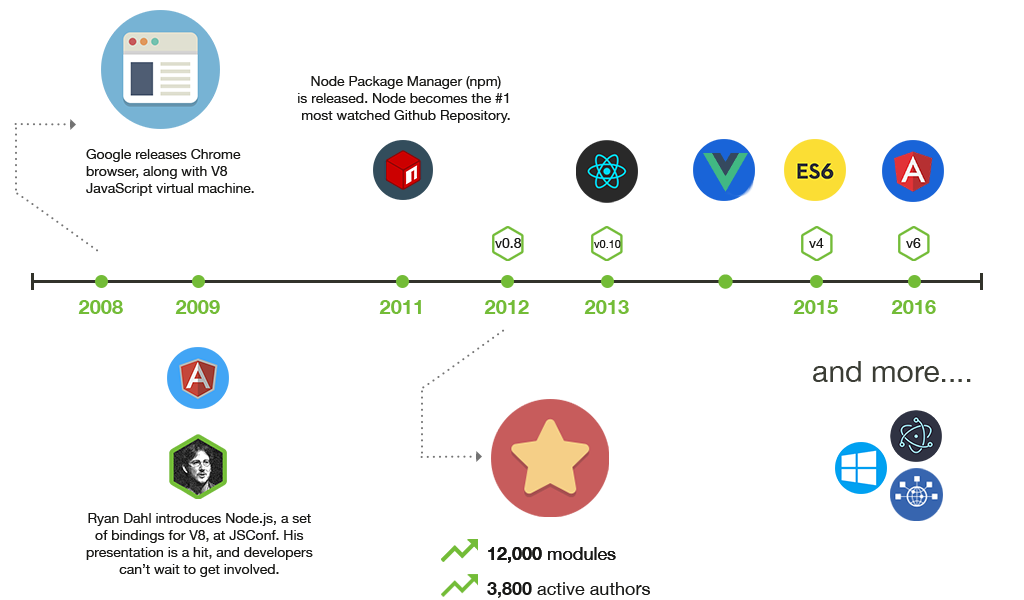 Google releases Chrome
browser, along with V8
JavaScript virtual machine.
Node Package Manager (npm)
is released. Node becomes the #1
most watched Github Repository.
n
ES6
A
v0.8
v0.10
v4
v6
2008
2009
2011
2012
2013
2015
2016
A
Ryan Dahl introduces Node.js, a set
of bindings for V8, at JSConf. His
presentation is a hit, and developers
can’t wait to get involved.
12,000 modules
3,800 active authors
and more....